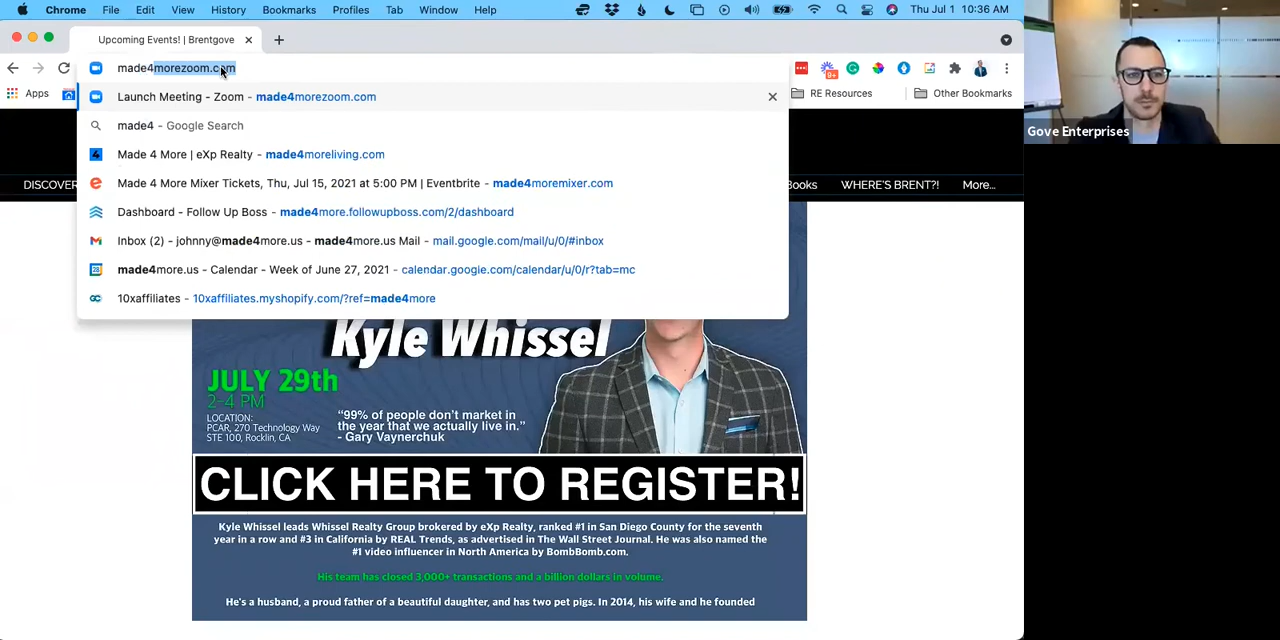 Chrome File Edit View History Bookmarks Profiles Tab Window Help Thu Jul 1 10:36 AM
Upcoming Events! | Brentgove
made4morezoom.com
9+
Apps RE Resources Other Bookmarks
Launch Meeting - Zoom - made4morezoom.com
made4 - Google Search
Made 4 More | eXp Realty - made4moreliving.com
Made 4 More Mixer Tickets, Thu, Jul 15, 2021 at 5:00 PM | Eventbrite - made4moremixer.com
Dashboard - Follow Up Boss - made4more.followupboss.com/2/dashboard
Inbox (2) - johnny@made4more.us - made4more.us Mail - mail.google.com/mail/u/0/#inbox
28
made4more.us - Calendar - Week of June 27, 2021 - calendar.google.com/calendar/u/0/r?tab=mc
10xaffiliates - 10xaffiliates.myshopify.com/?ref=made4more
Gove Enterprises
DISCOVER Books WHERE'S BRENT?! More...
Kyle Whissel
JULY 29th
2-4 PM
LOCATION:
PCAR, 270 Technology Way
STE 100, Rocklin, CA
“99% of people don't market in
the year that we actually live in.”
- Gary Vaynerchuk
CLICK HERE TO REGISTER!
Kyle Whissel leads Whissel Realty Group brokered by eXp Realty, ranked #1 in San Diego County for the seventh
year in a row and #3 in California by REAL Trends, as advertised in The Wall Street Journal. He was also named the
#1 video influencer in North America by BombBomb.com.
His team has closed 3,000+ transactions and a billion dollars in volume.
He's a husband, a proud father of a beautiful daughter, and has two pet pigs. In 2014, his wife and he founded